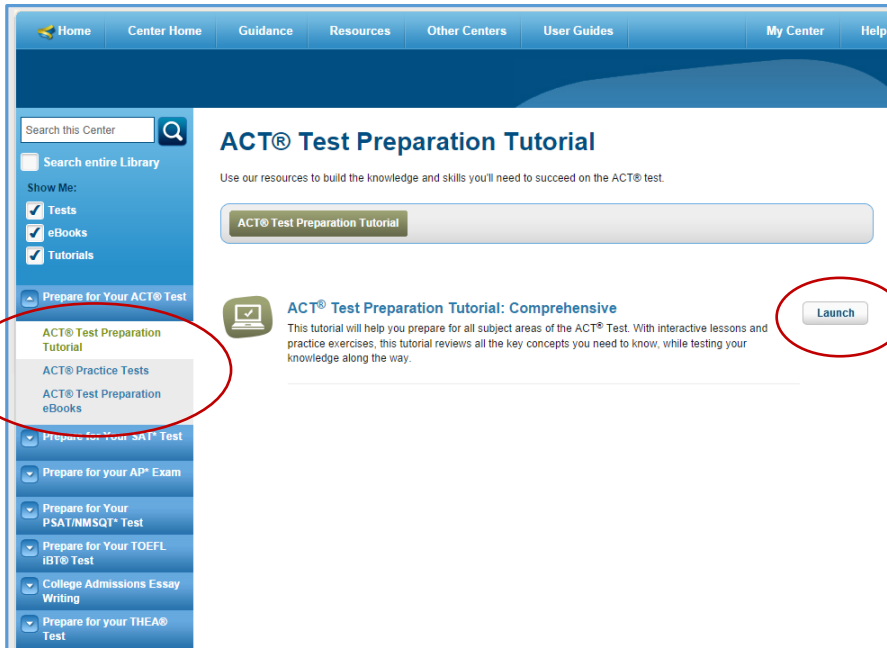 Home Center Home Guidance Resources Other Centers User Guides My Center Help
Search this Center
Search entire Library
Show Me:
Tests
eBooks
Tutorials
Prepare for Your ACT® Test
ACT® Test Preparation
Tutorial
ACT® Practice Tests
ACT® Test Preparation
eBooks
Prepare for Your SAT* Test
Prepare for your AP* Exam
Prepare for Your
PSAT/NMSQT* Test
Prepare for Your TOEFL
iBT® Test
College Admissions Essay
Writing
Prepare for your THEA®
Test
ACT® Test Preparation Tutorial
Use our resources to build the knowledge and skills you'll need to succeed on the ACT® test.
ACT® Test Preparation Tutorial
ACT® Test Preparation Tutorial: Comprehensive
This tutorial will help you prepare for all subject areas of the ACT® Test. With interactive lessons and
practice exercises, this tutorial reviews all the key concepts you need to know, while testing your
knowledge along the way.
Launch